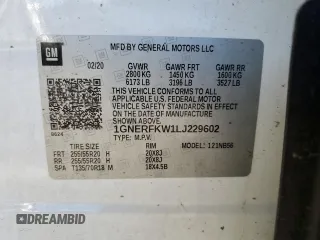 GM
MFD BY GENERAL MOTORS LLC
02/20 GVWR GAWR FRT GAWR RR
2800 KG 1450 KG 1600 KG
6173 LB 3196 LB 3527 LB
THIS VEHICLE CONFORMS TO ALL
APPLICABLE U.S. FEDERAL MOTOR
VEHICLE SAFETY STANDARDS IN EFFECT
ON THE DATE OF MANUFACTURE SHOWN ABOVE.
1GNERFKW1LJ229602
TYPE: M.P.V.
TIRE SIZE RIM MODEL: 121NB56
FRT 255/55R20 H 20X8J
RR 255/55R20 H 20X8J
SPA T135/70R18 M 18X4.5B
DREAMBID